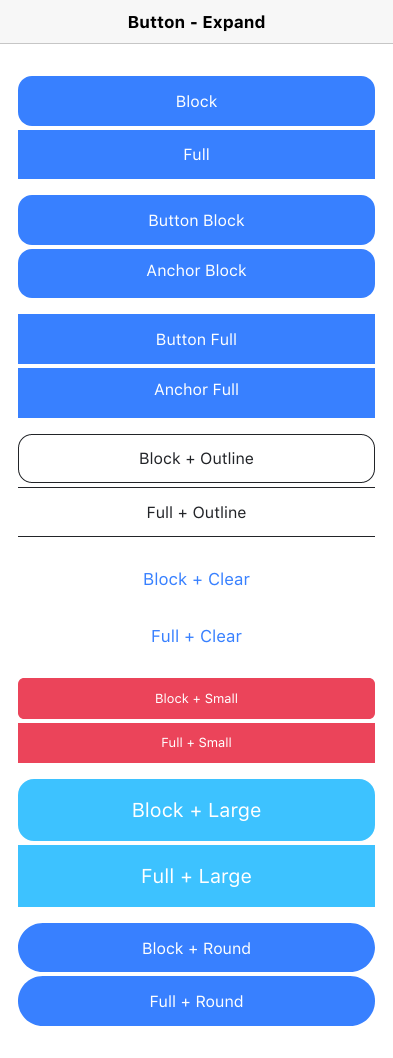 Button - Expand
Block
Full
Button Block
Anchor Block
Button Full
Anchor Full
Block + Outline
Full + Outline
Block + Clear
Full + Clear
Block + Small
Full + Small
Block + Large
Full + Large
Block + Round
Full + Round